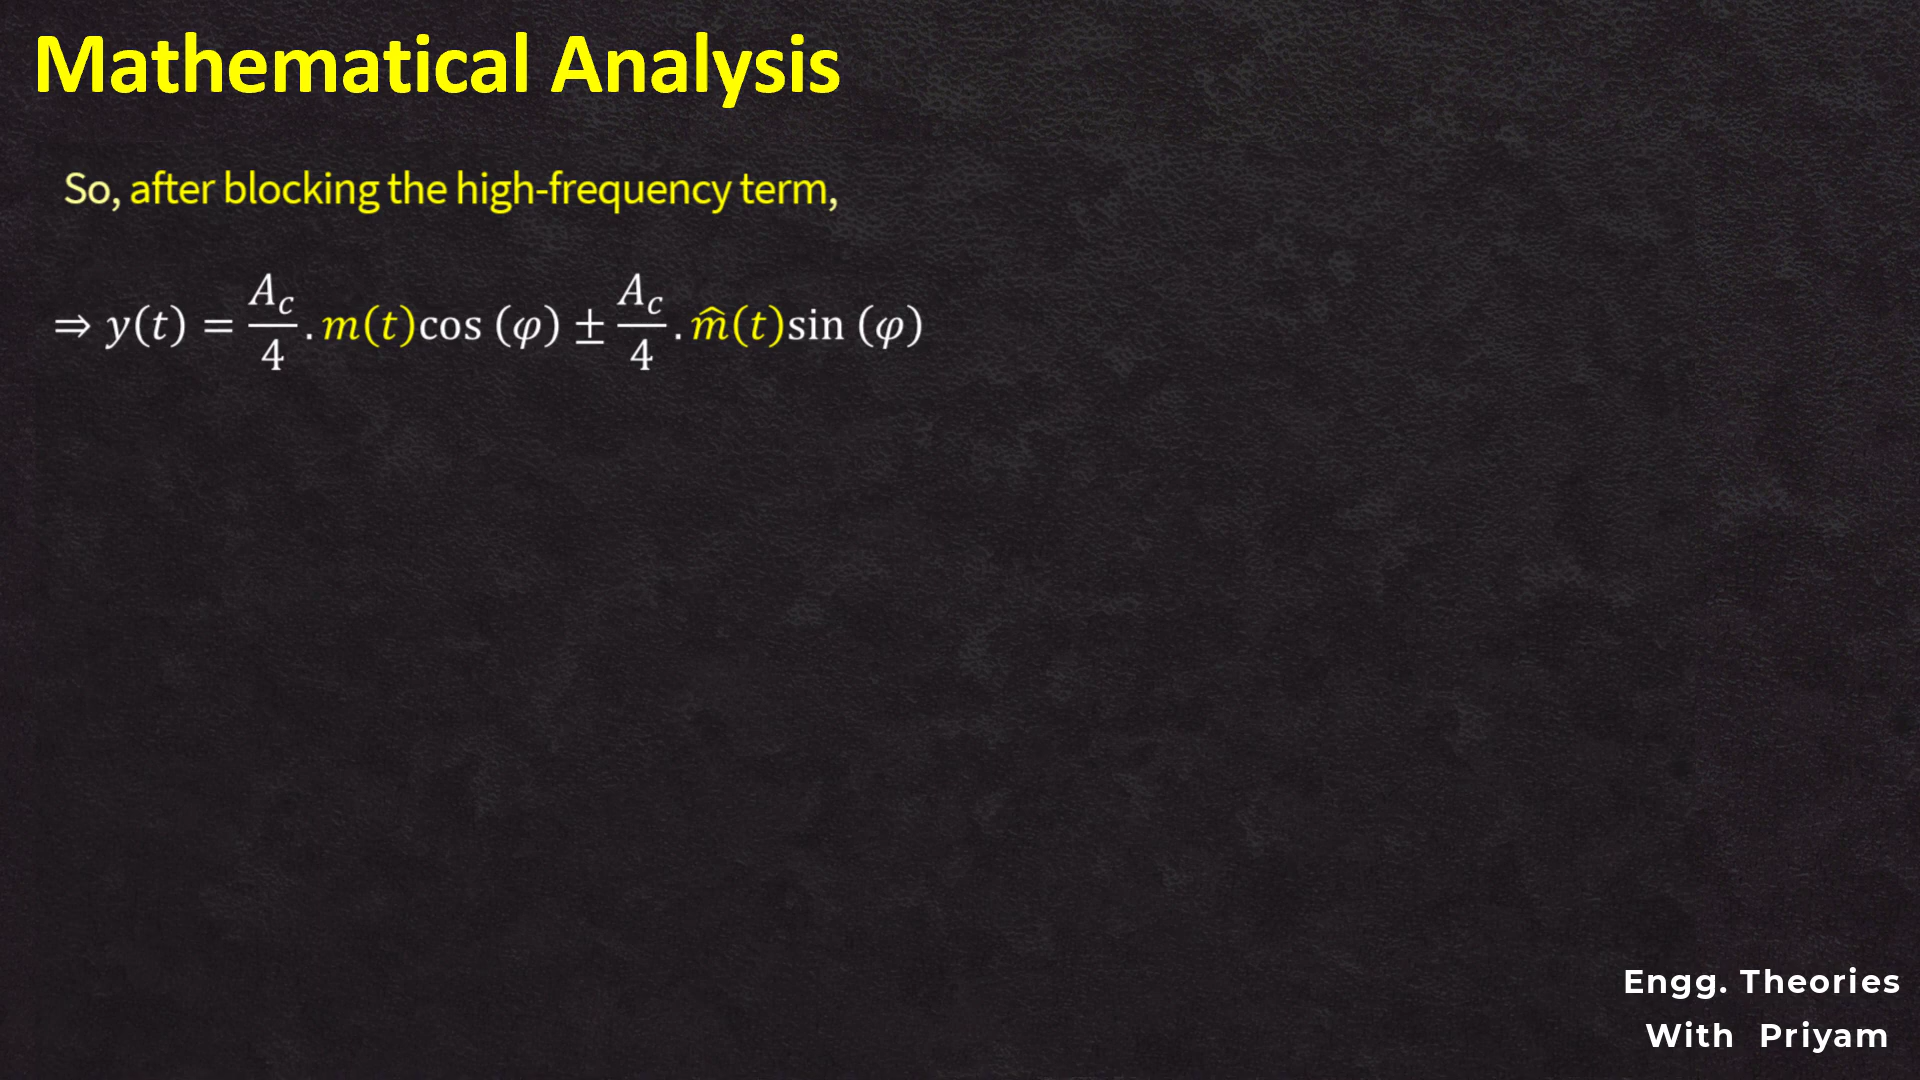 Mathematical Analysis
So, after blocking the high-frequency term,
⇒ y(t) = A_c/4 . m(t)cos (φ) ± A_c/4 . m̂(t)sin (φ)
Engg. Theories
With Priyam